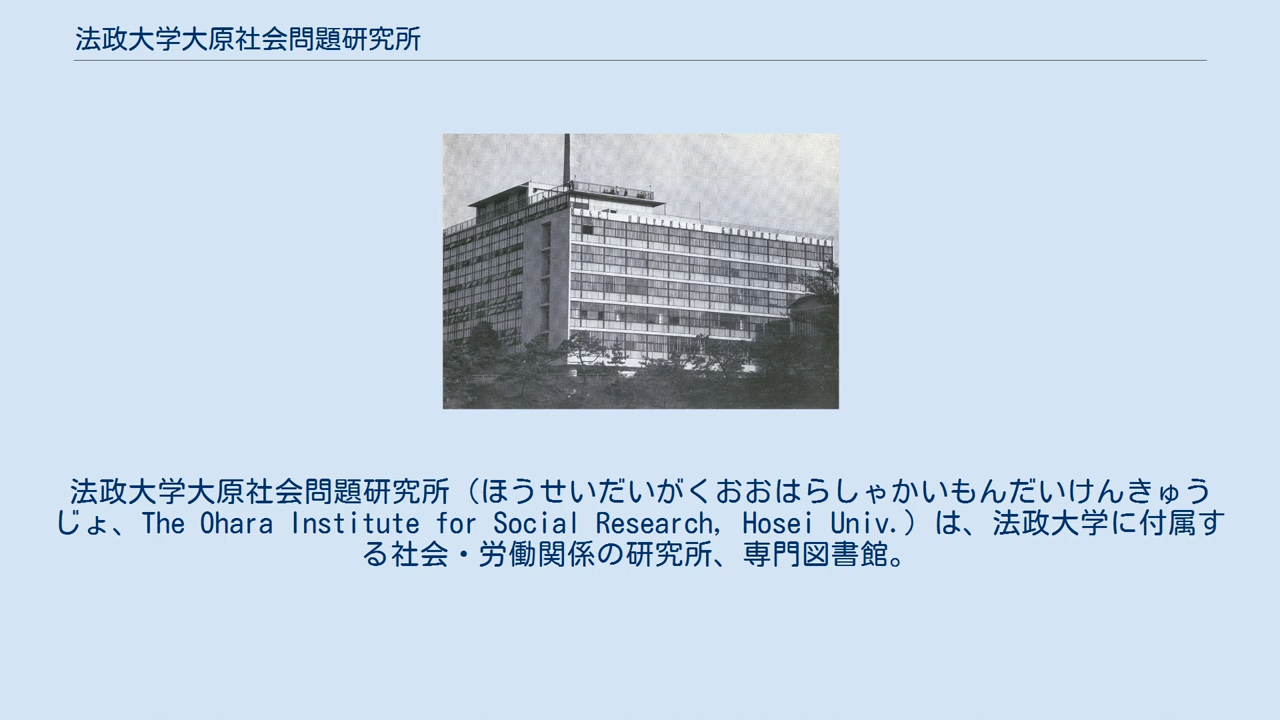 法政大学大原社会問題研究所
UNIVERSITY
法政大学大原社会問題研究所（ほうせいだいがくおおはらしゃかいもんだいけんきゅう
じょ、The Ohara Institute for Social Research, Hosei Univ.）は、法政大学に付属す
る社会・労働関係の研究所、専門図書館。